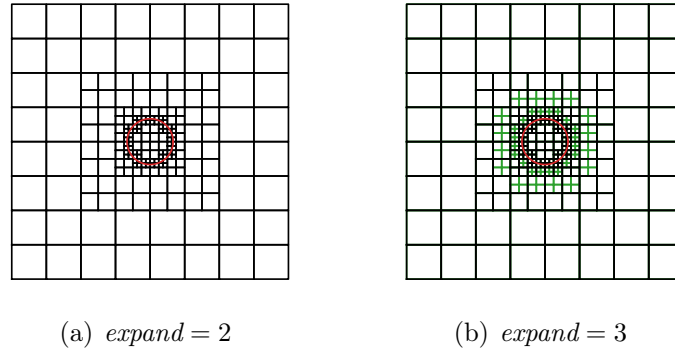 (a) expand = 2
(b) expand = 3